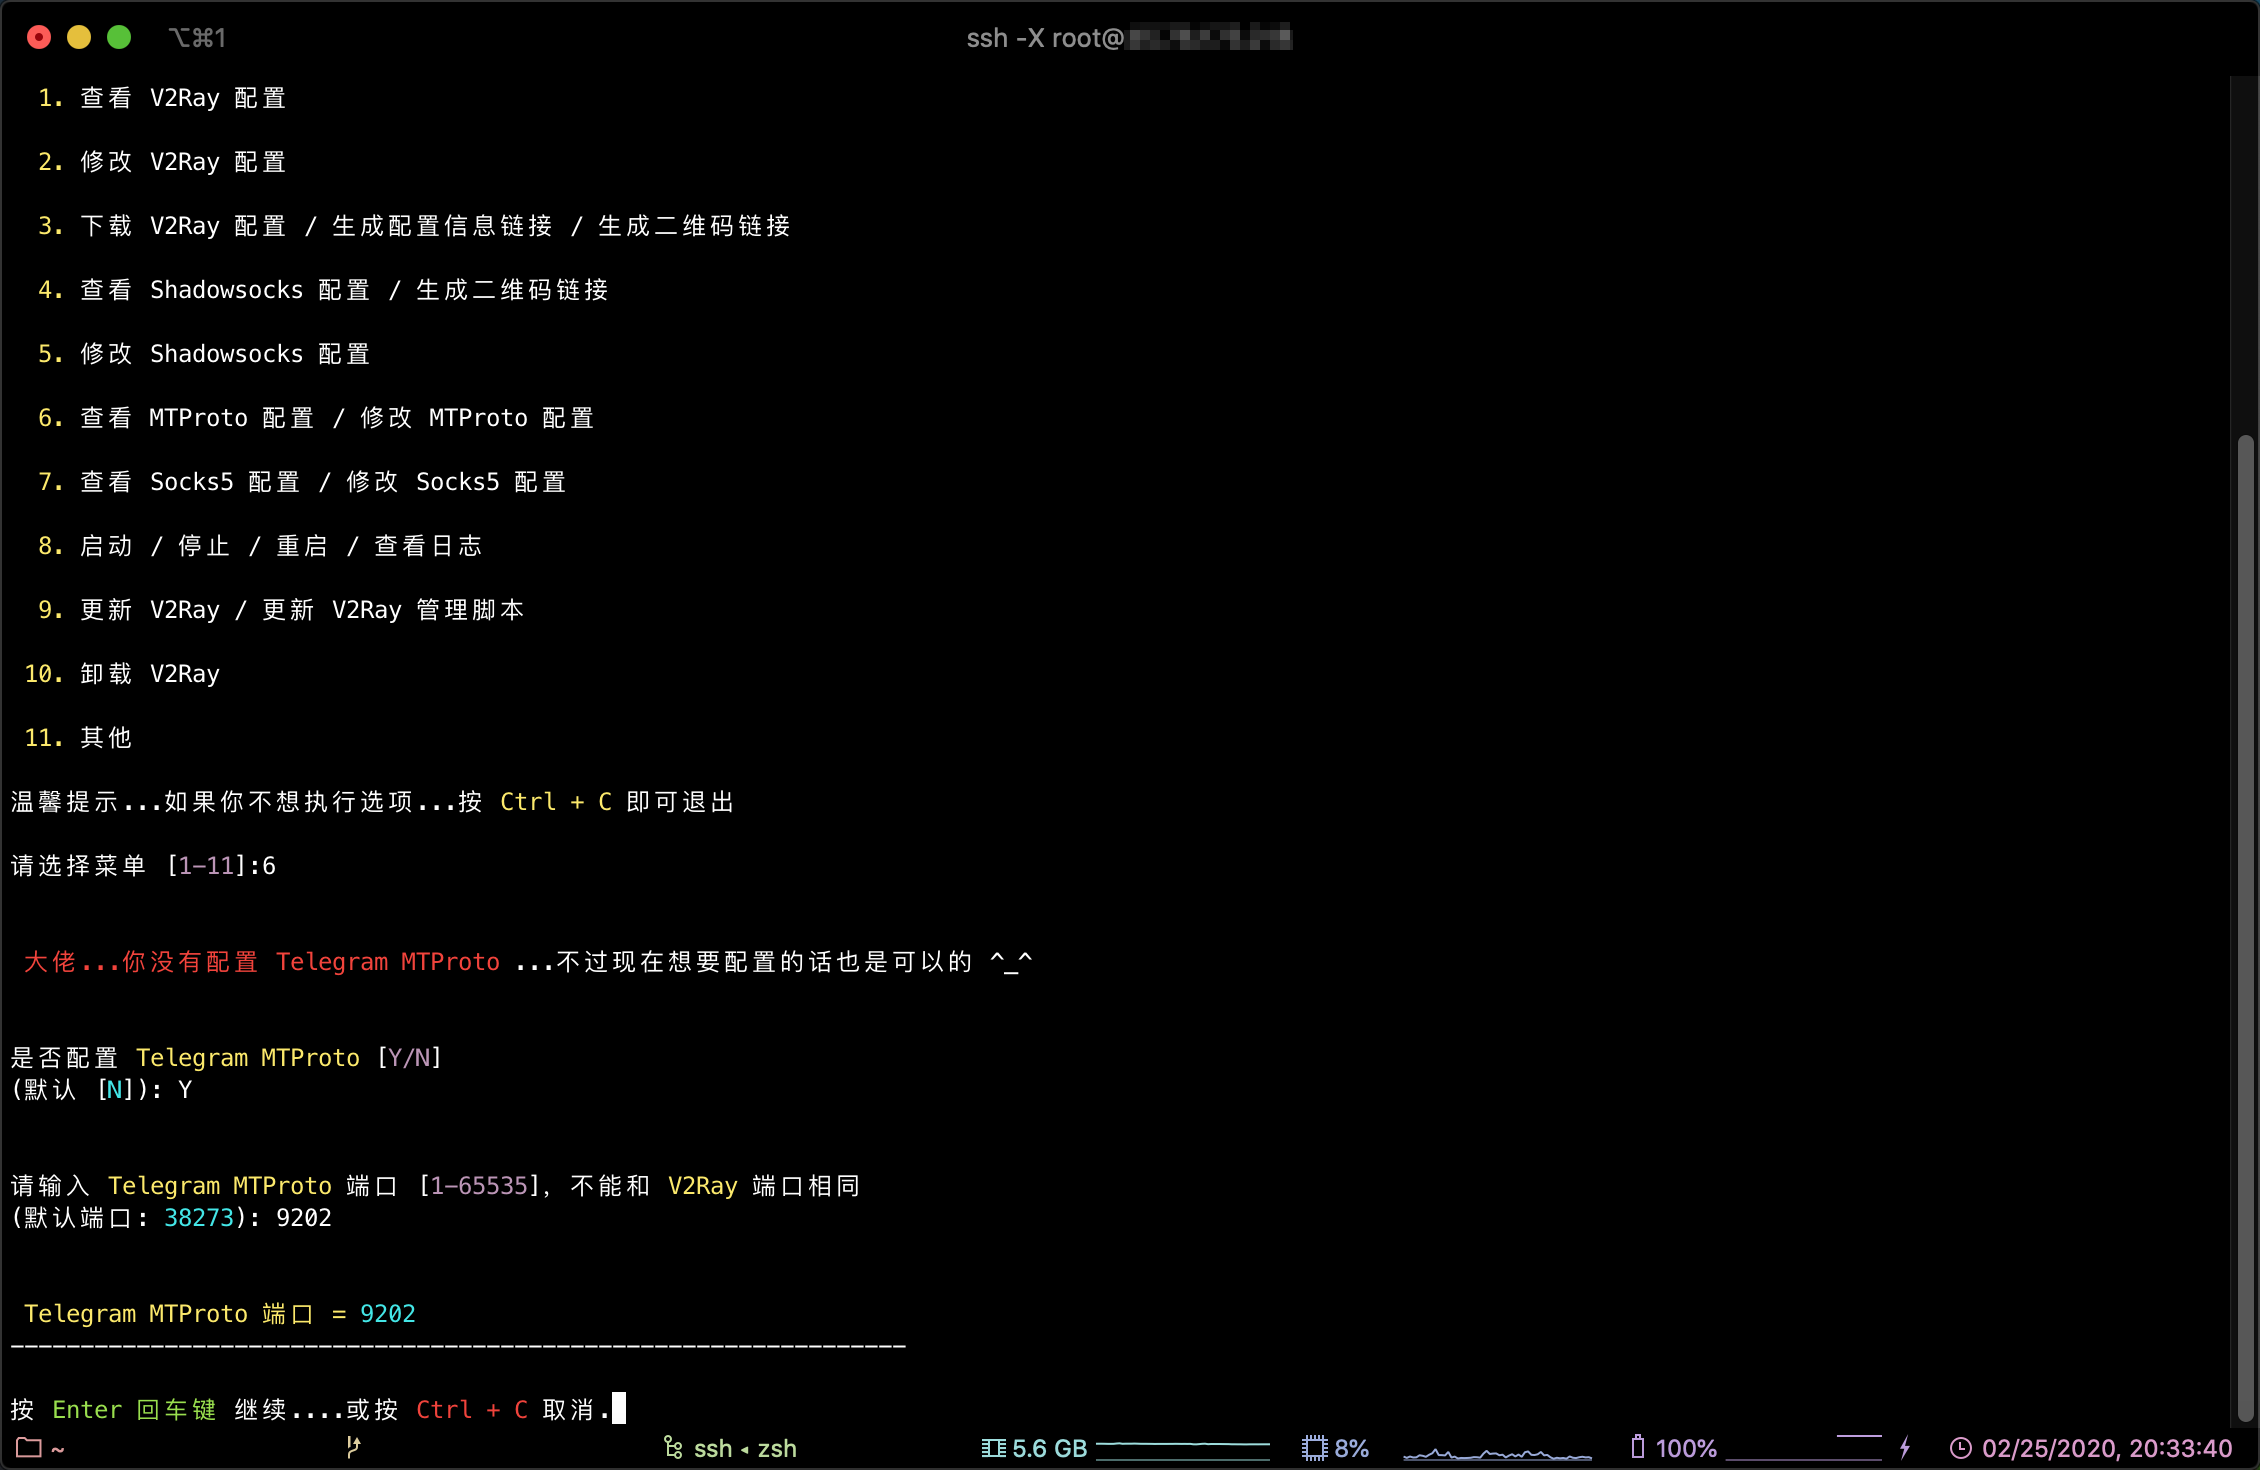 ⌥⌘1
ssh -X root@
1. 查看 V2Ray 配置
2. 修改 V2Ray 配置
3. 下载 V2Ray 配置 / 生成配置信息链接 / 生成二维码链接
4. 查看 Shadowsocks 配置 / 生成二维码链接
5. 修改 Shadowsocks 配置
6. 查看 MTProto 配置 / 修改 MTProto 配置
7. 查看 Socks5 配置 / 修改 Socks5 配置
8. 启动 / 停止 / 重启 / 查看日志
9. 更新 V2Ray / 更新 V2Ray 管理脚本
10. 卸载 V2Ray
11. 其他
温馨提示...如果你不想执行选项...按 Ctrl + C 即可退出
请选择菜单 [1-11]:6
大佬...你没有配置 Telegram MTProto ...不过现在想要配置的话也是可以的 ^_^
是否配置 Telegram MTProto [Y/N]
(默认 [N]): Y
请输入 Telegram MTProto 端口 [1-65535]，不能和 V2Ray 端口相同
(默认端口: 38273): 9202
Telegram MTProto 端口 = 9202
----------------------------------------------------------------
按 Enter 回车键 继续....或按 Ctrl + C 取消.
~ ssh ◂ zsh 5.6 GB 8% 100% 02/25/2020, 20:33:40